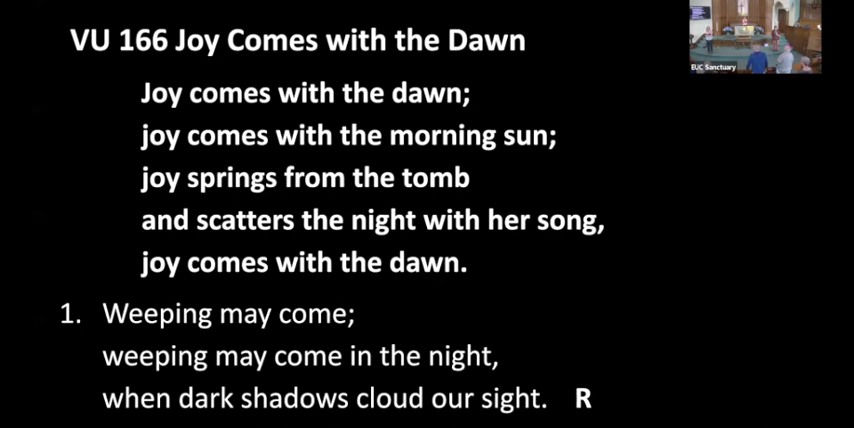 VU 166 Joy Comes with the Dawn
Joy comes with the dawn;
joy comes with the morning sun;
joy springs from the tomb
and scatters the night with her song,
joy comes with the dawn.
1. Weeping may come;
weeping may come in the night,
when dark shadows cloud our sight. R
EUC Sanctuary